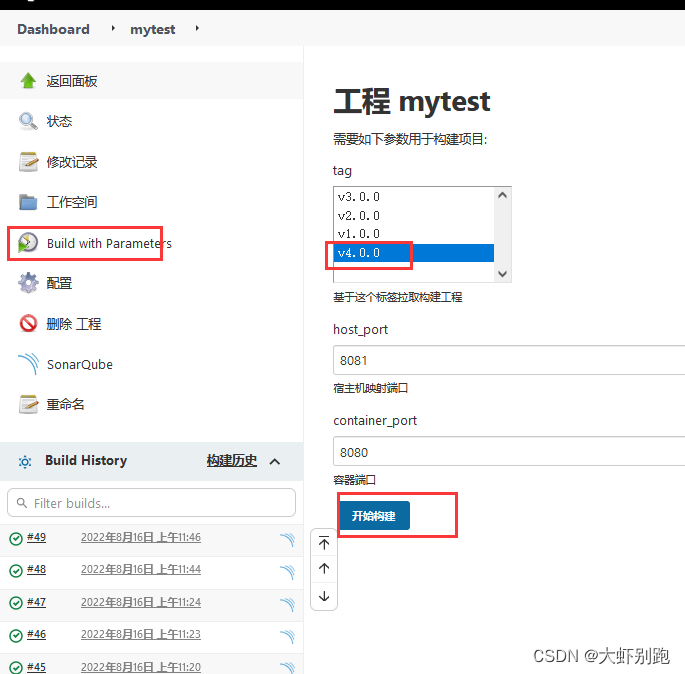 Dashboard mytest
返回面板
状态
修改记录
工作空间
Build with Parameters
配置
删除 工程
SonarQube
重命名
Build History 构建历史
Filter builds...
#49 2022年8月16日 上午11:46
#48 2022年8月16日 上午11:44
#47 2022年8月16日 上午11:24
#46 2022年8月16日 上午11:23
#45 2022年8月16日 上午11:20
工程 mytest
需要如下参数用于构建项目:
tag
v3.0.0
v2.0.0
v1.0.0
v4.0.0
基于这个标签拉取构建工程
host_port
8081
宿主机映射端口
container_port
8080
容器端口
开始构建
CSDN @大虾别跑